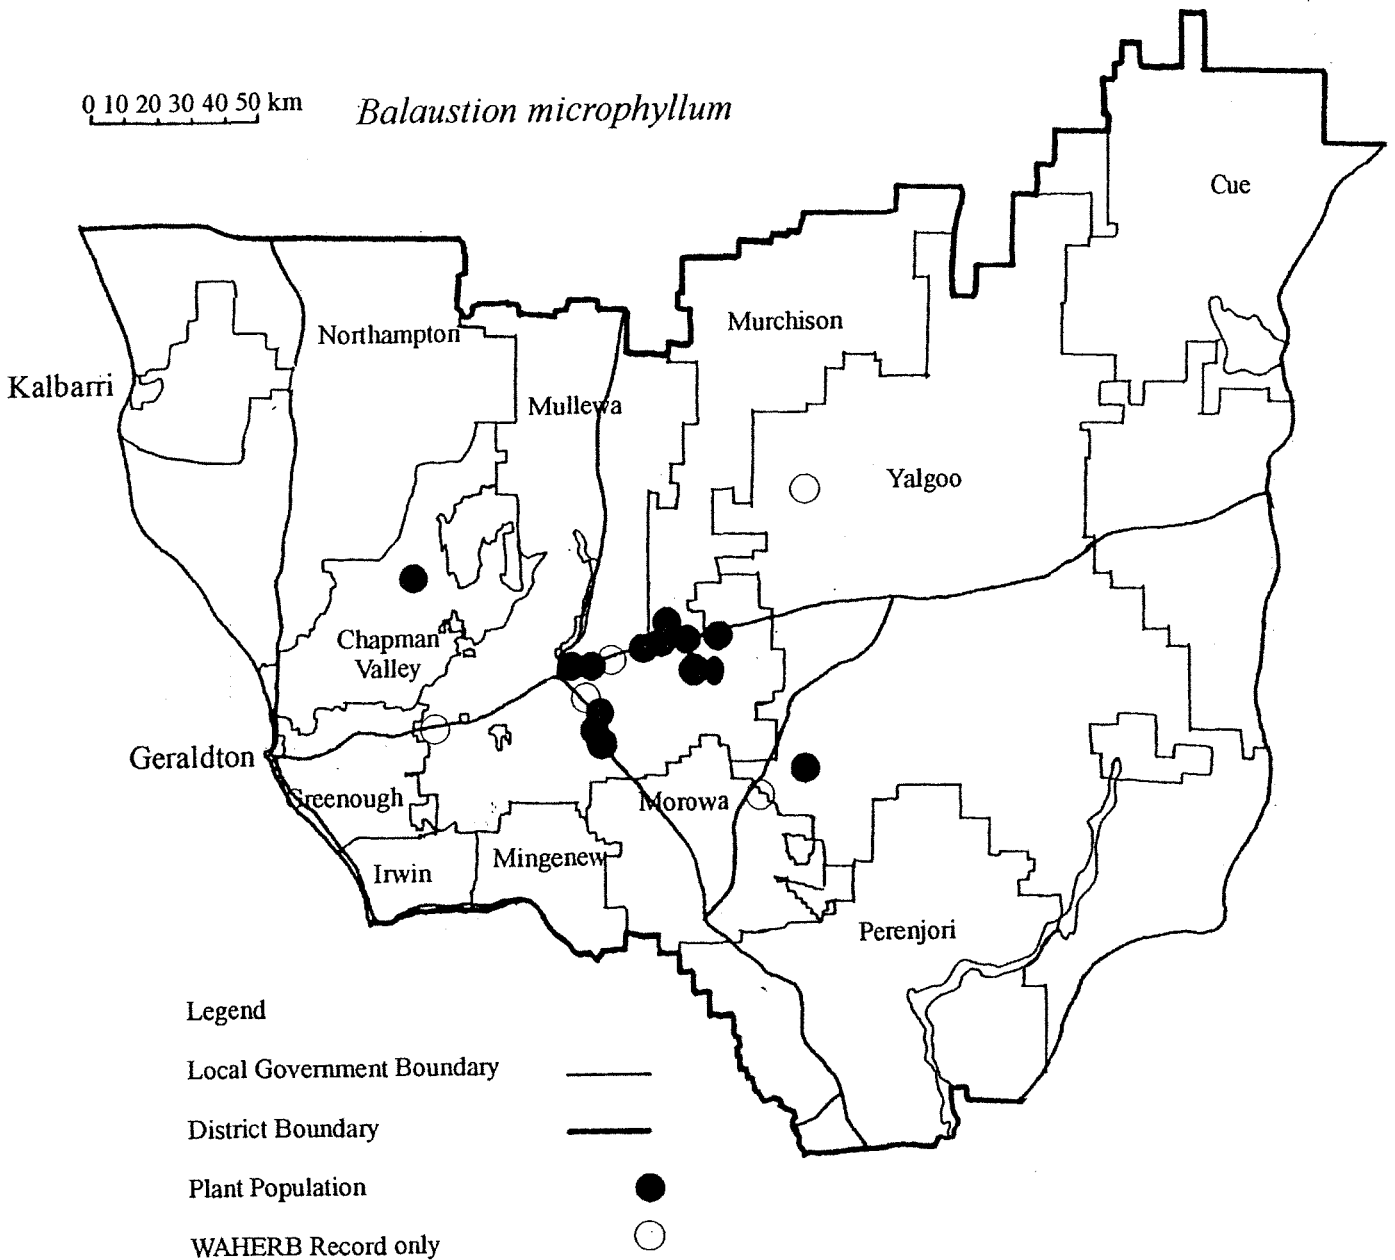 0 10 20 30 40 50 km
Balaustion microphyllum
Cue
Northampton
Murchison
Kalbarri
Mullewa
Yalgoo
Chapman
Valley
Geraldton
Greenough
Morowa
Irwin
Mingenew
Perenjori
Legend
Local Government Boundary
District Boundary
Plant Population
WAHERB Record only